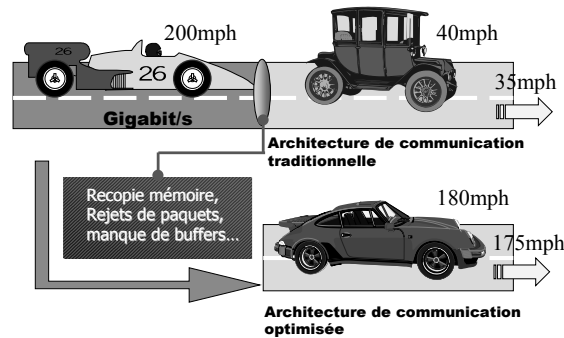 200mph
40mph
26
26
35mph
Gigabit/s
Architecture de communication
traditionnelle
Recopie mémoire,
Rejets de paquets,
manque de buffers...
180mph
175mph
Architecture de communication
optimisée